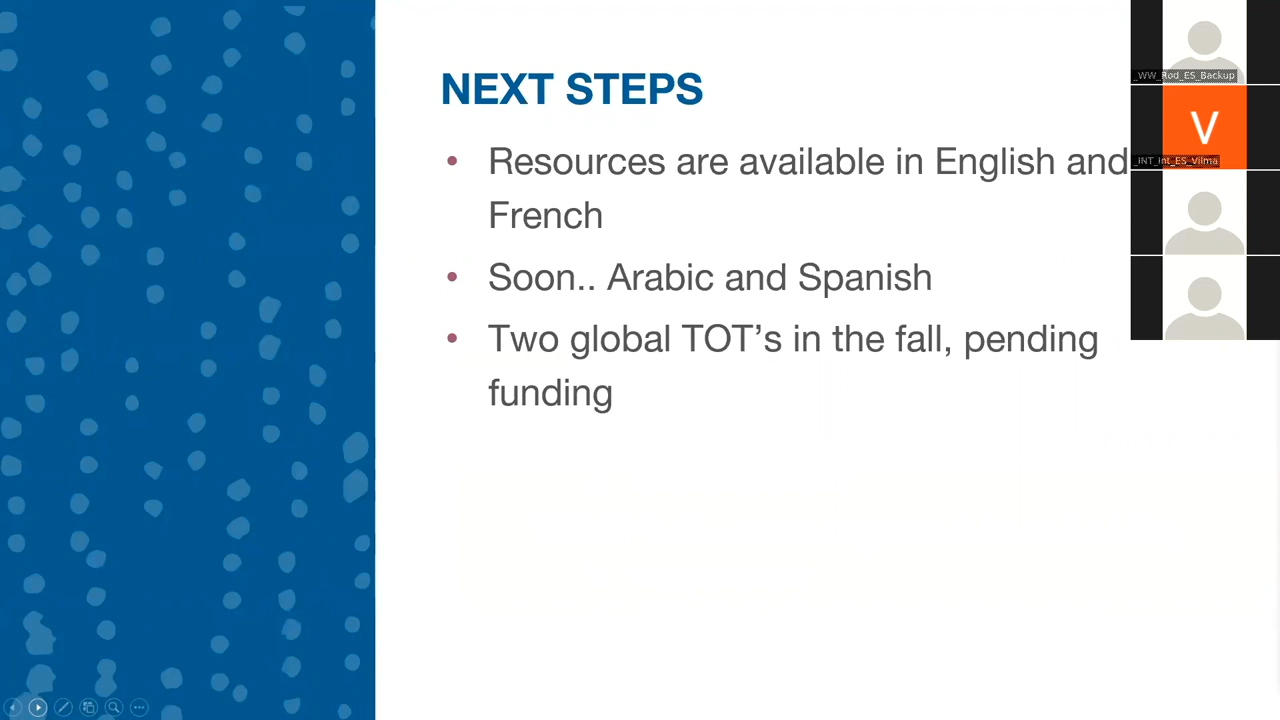 NEXT STEPS
• Resources are available in English and
French
• Soon.. Arabic and Spanish
• Two global TOT’s in the fall, pending
funding
_WW_Rod_ES_Backup
V
_INT_Int_ES_Vilma